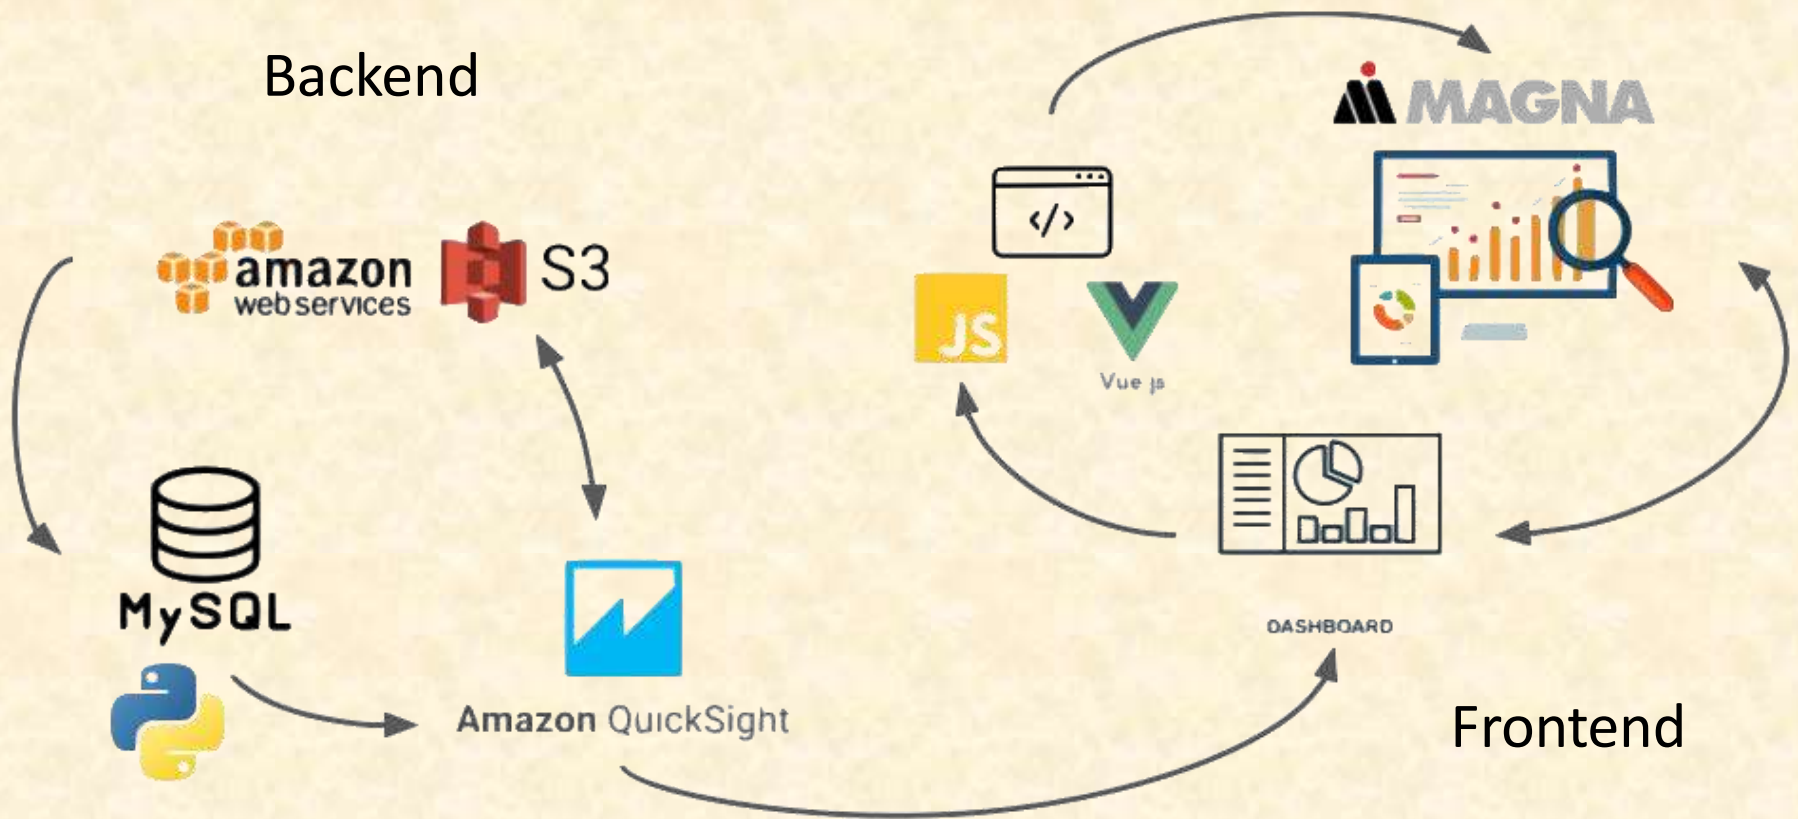 Backend
MAGNA
</>
amazon
webservices
S3
JS
Vue js
MySQL
DASHBOARD
Amazon QuickSight
Frontend